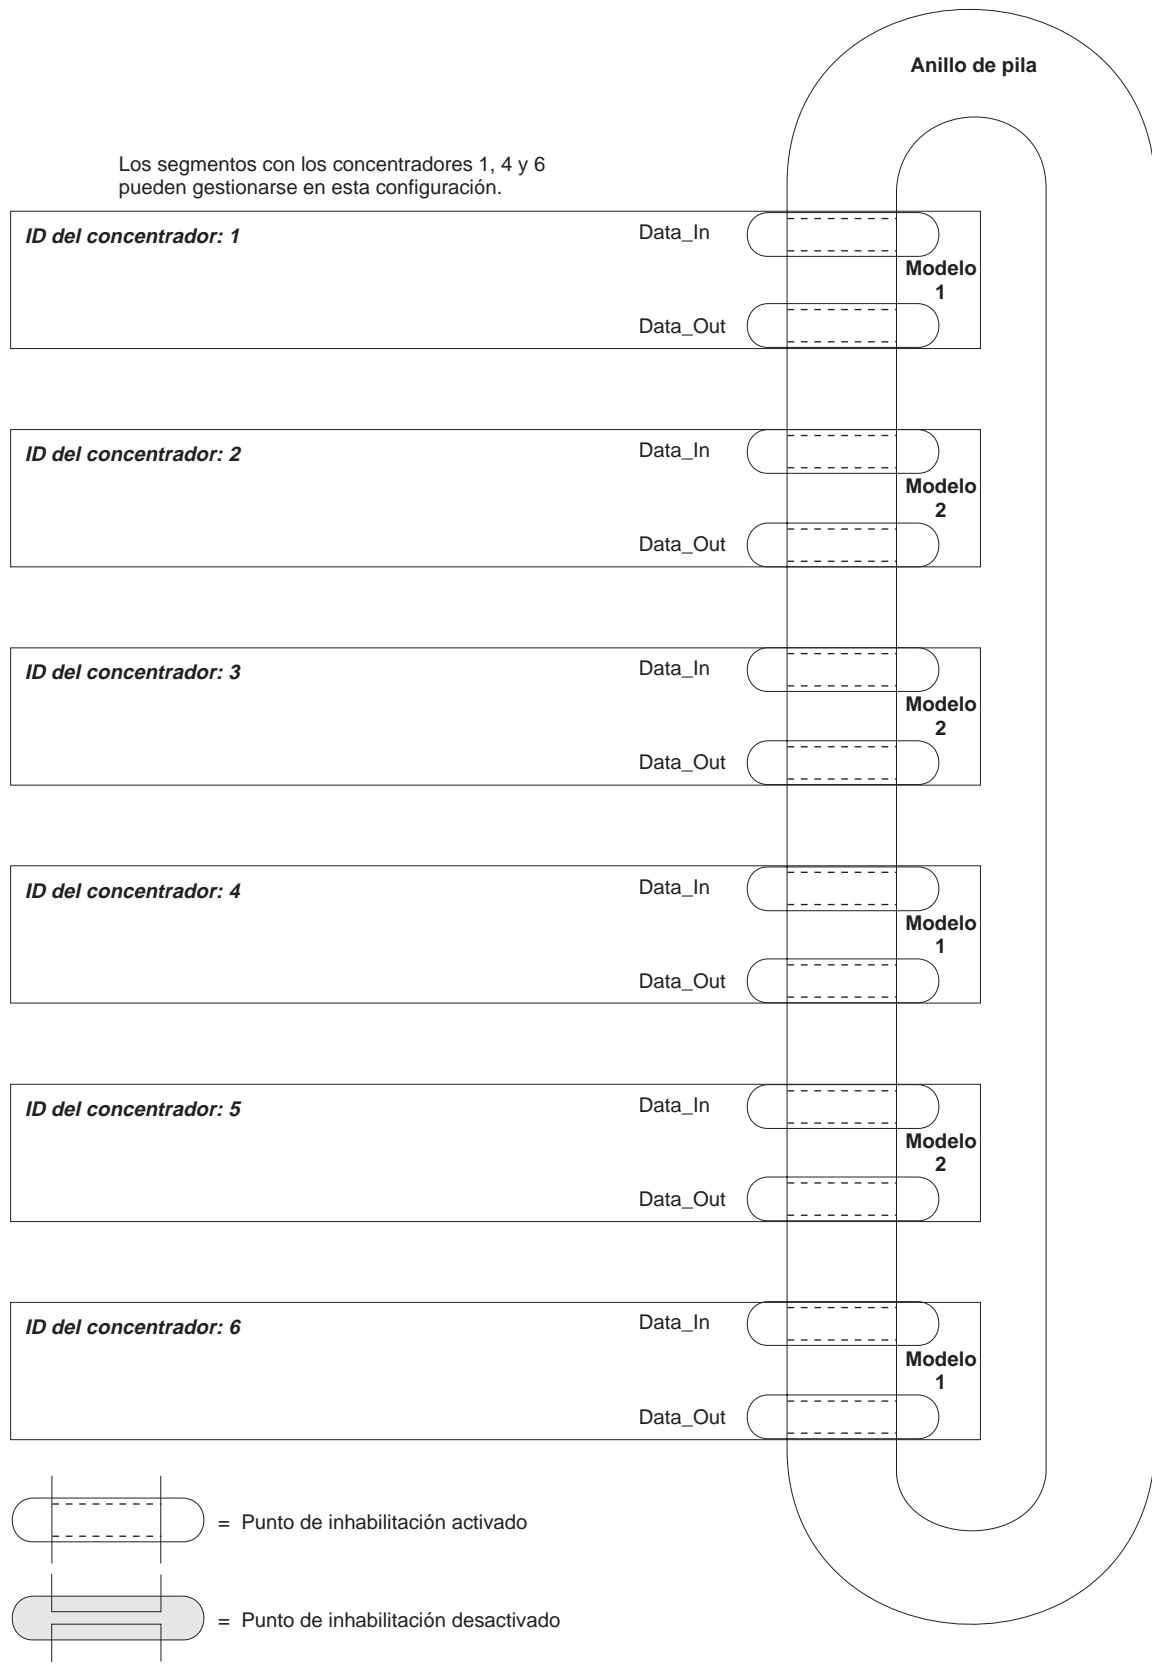 Anillo de pila
Los segmentos con los concentradores 1, 4 y 6
pueden gestionarse en esta configuración.
ID del concentrador: 1
Data_In
Modelo
1
Data_Out
ID del concentrador: 2
Data_In
Modelo
2
Data_Out
ID del concentrador: 3
Data_In
Modelo
2
Data_Out
ID del concentrador: 4
Data_In
Modelo
1
Data_Out
ID del concentrador: 5
Data_In
Modelo
2
Data_Out
ID del concentrador: 6
Data_In
Modelo
1
Data_Out
= Punto de inhabilitación activado
= Punto de inhabilitación desactivado